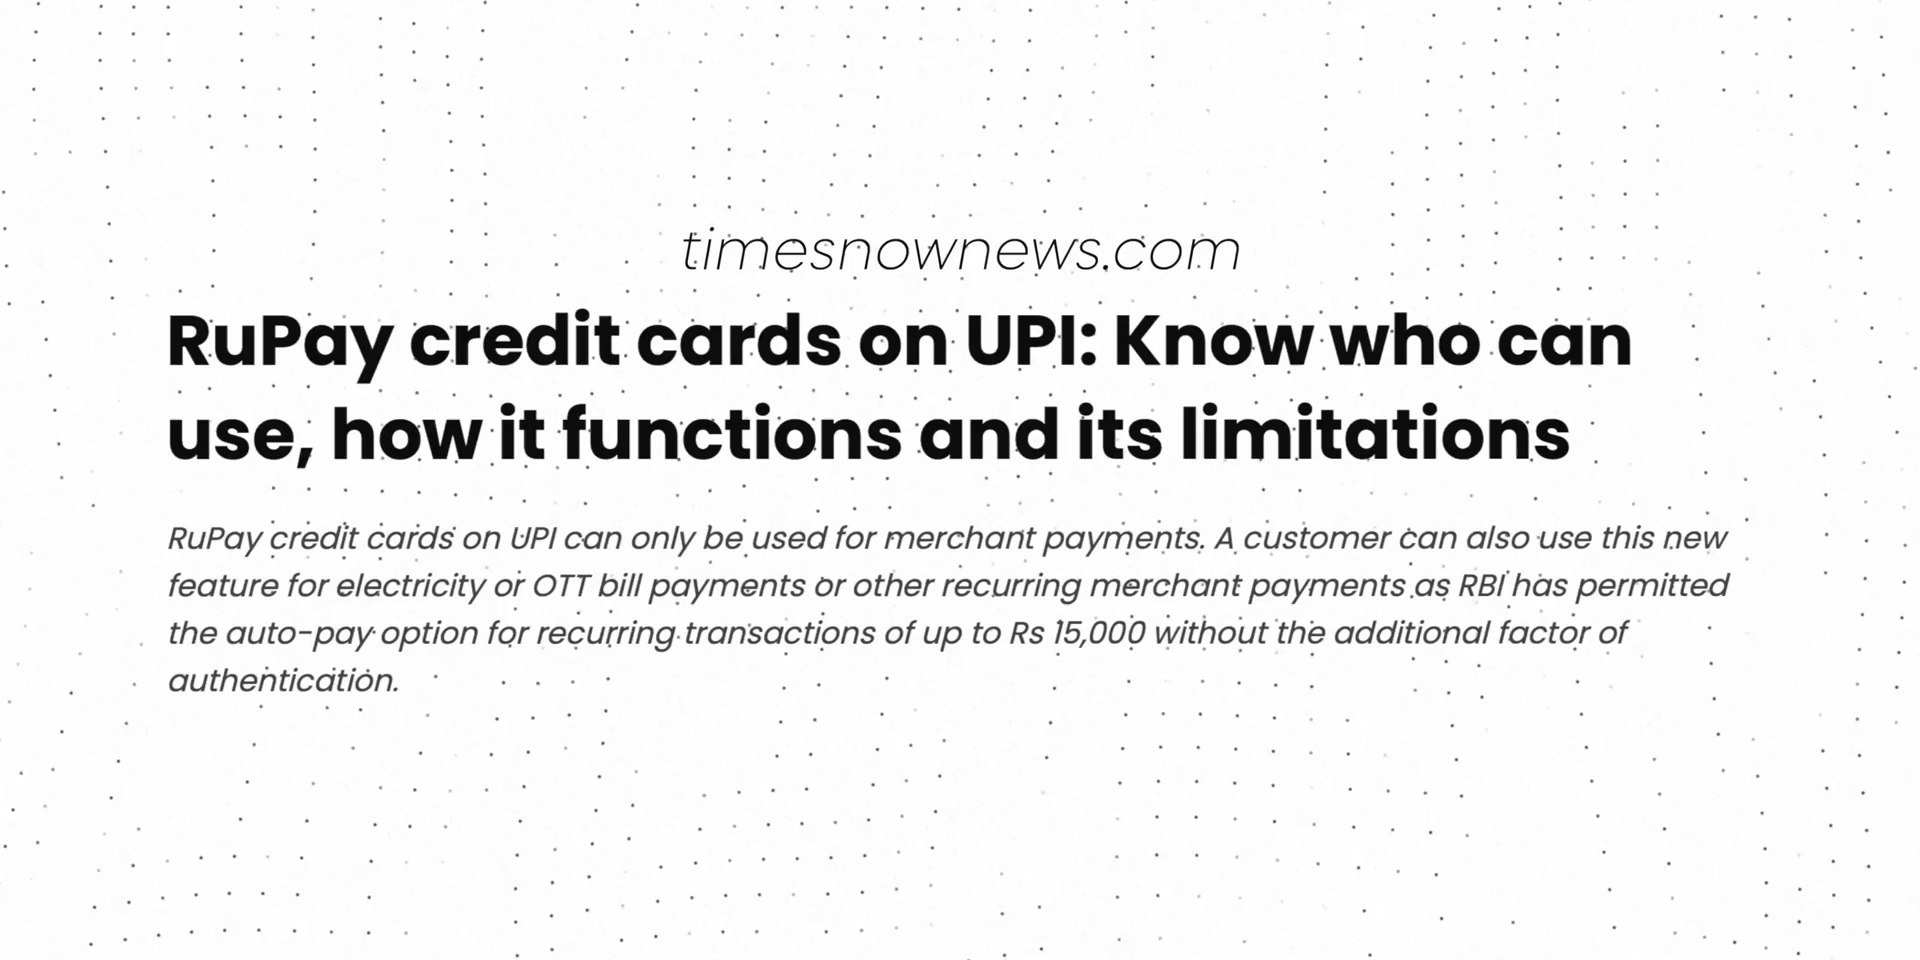 timesnownews.com
RuPay credit cards on UPI: Know who can
use, how it functions and its limitations
RuPay credit cards on UPI can only be used for merchant payments. A customer can also use this new
feature for electricity or OTT bill payments or other recurring merchant payments as RBI has permitted
the auto-pay option for recurring transactions of up to Rs 15,000 without the additional factor of
authentication.